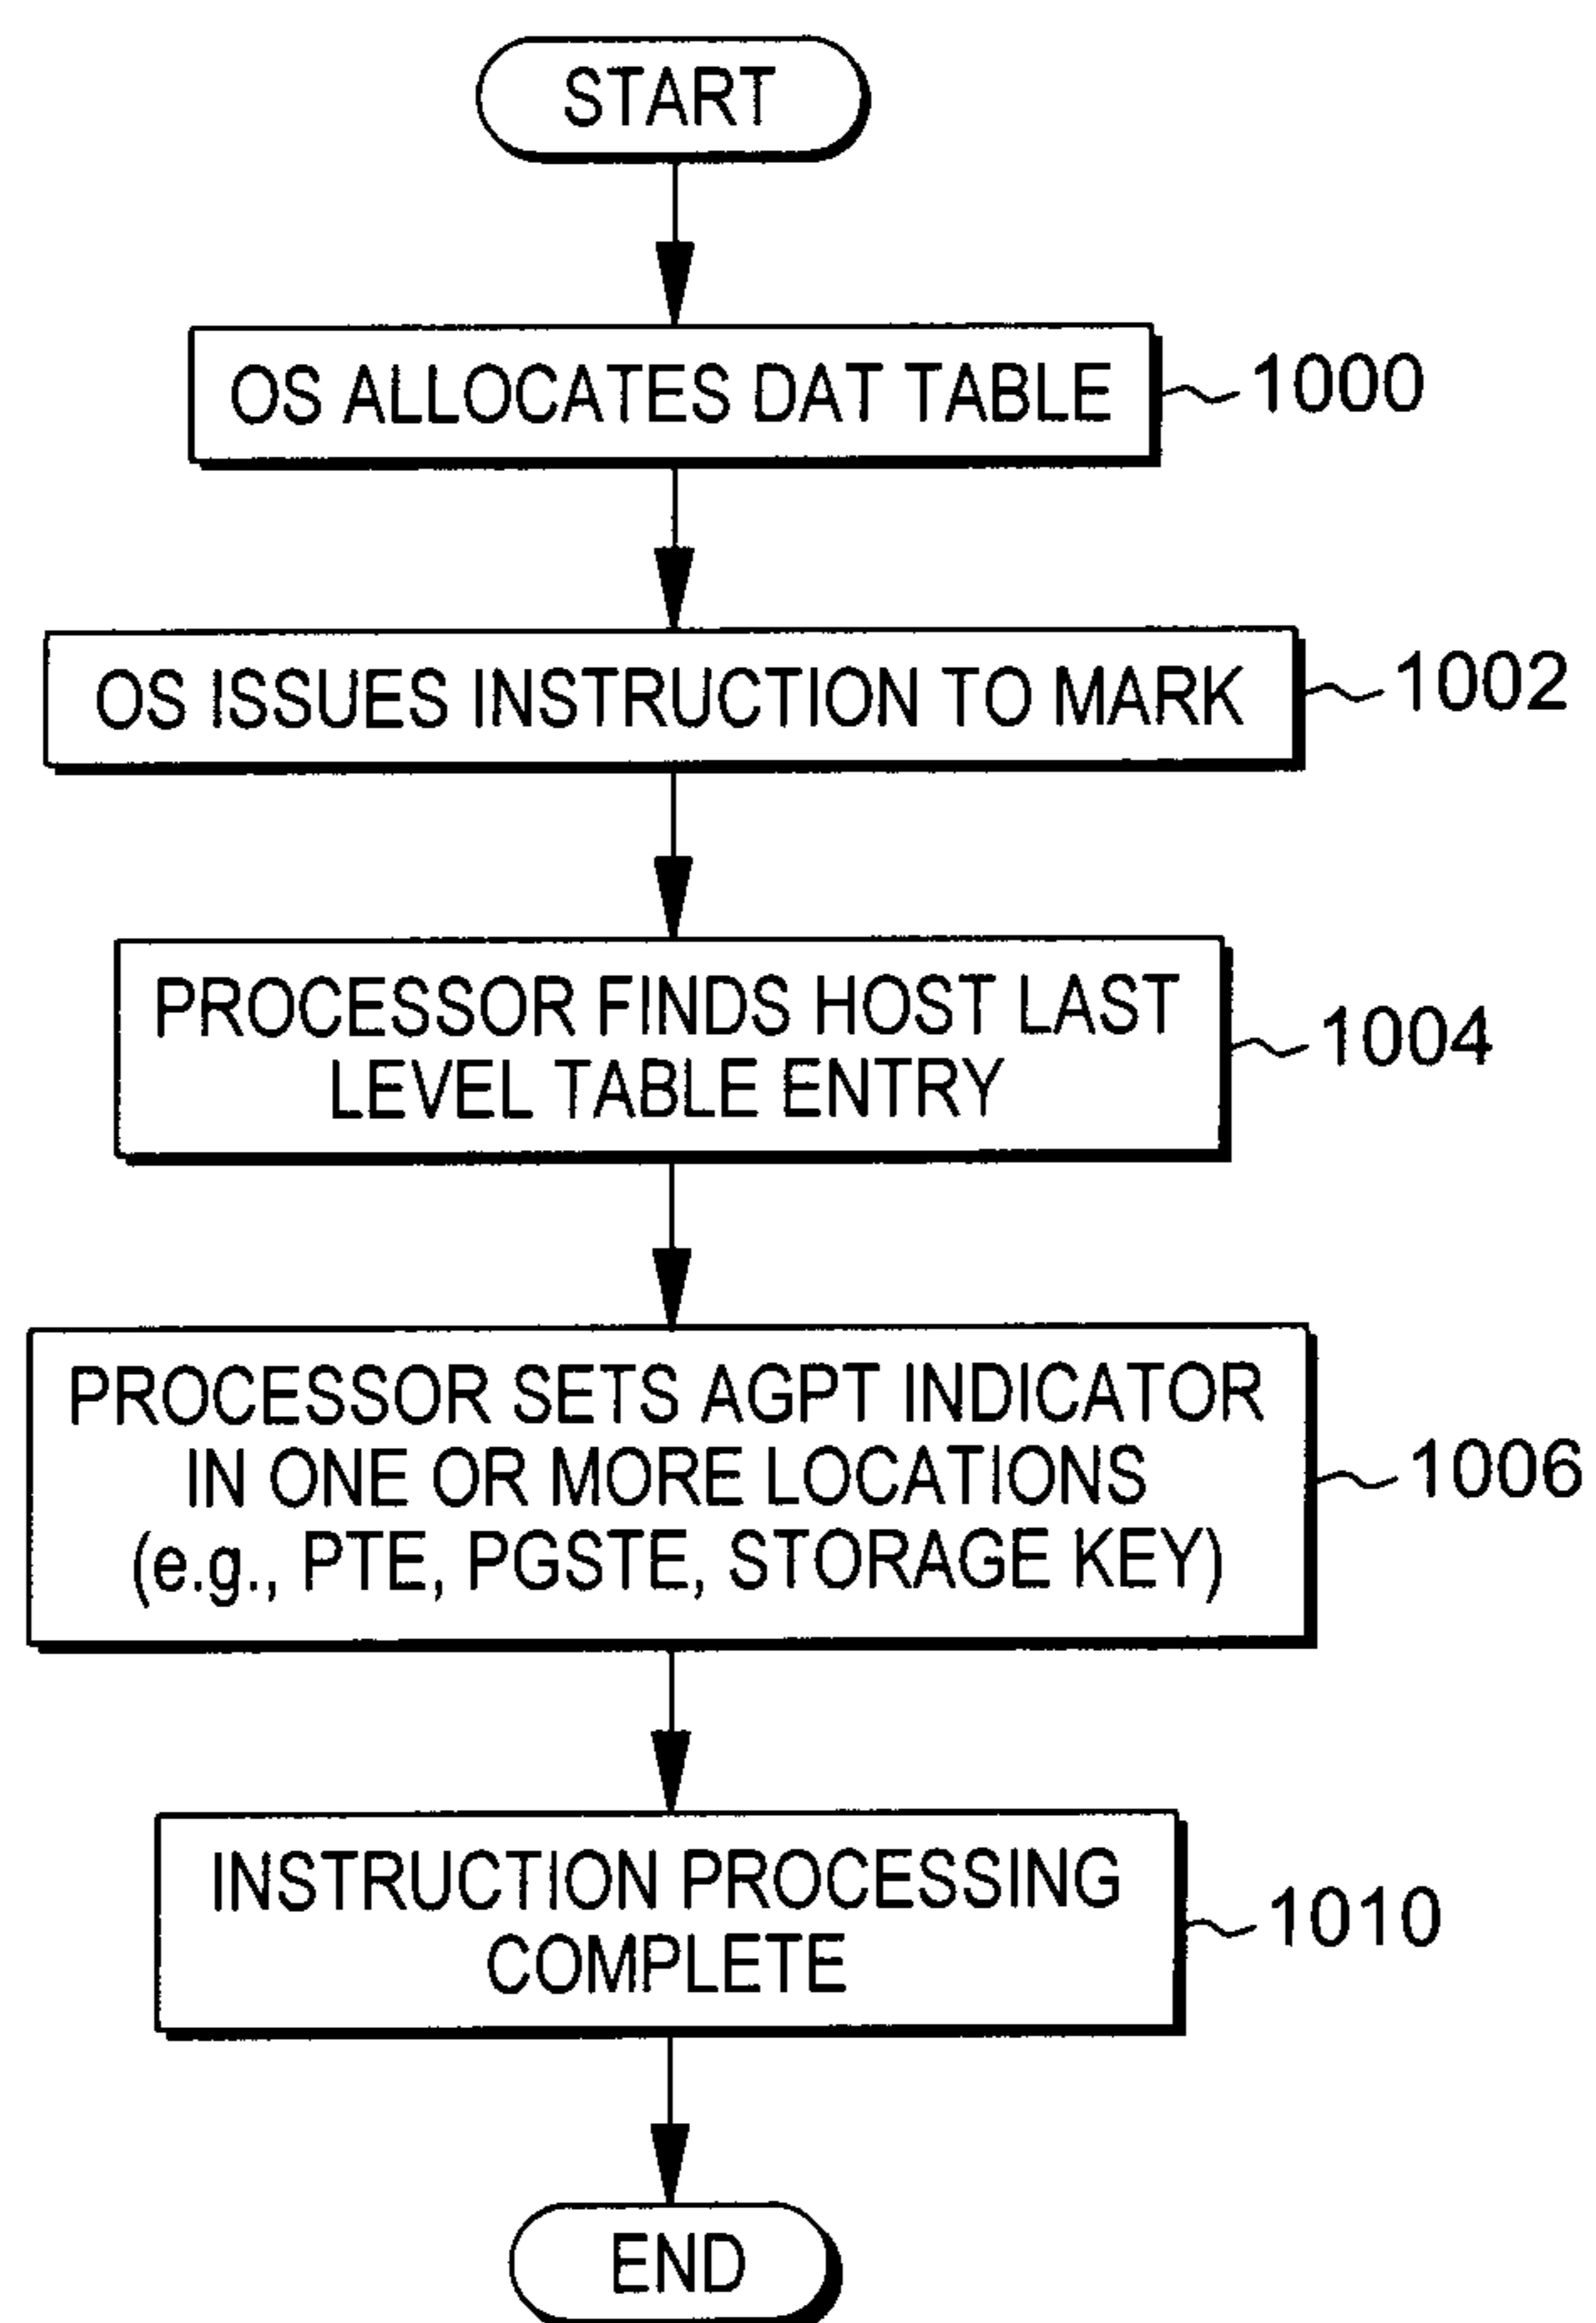 START
OS ALLOCATES DAT TABLE
1000
OS ISSUES INSTRUCTION TO MARK
1002
PROCESSOR FINDS HOST LAST
LEVEL TABLE ENTRY
1004
PROCESSOR SETS AGPT INDICATOR
IN ONE OR MORE LOCATIONS
(e.g., PTE, PGSTE, STORAGE KEY)
1006
INSTRUCTION PROCESSING
COMPLETE
1010
END